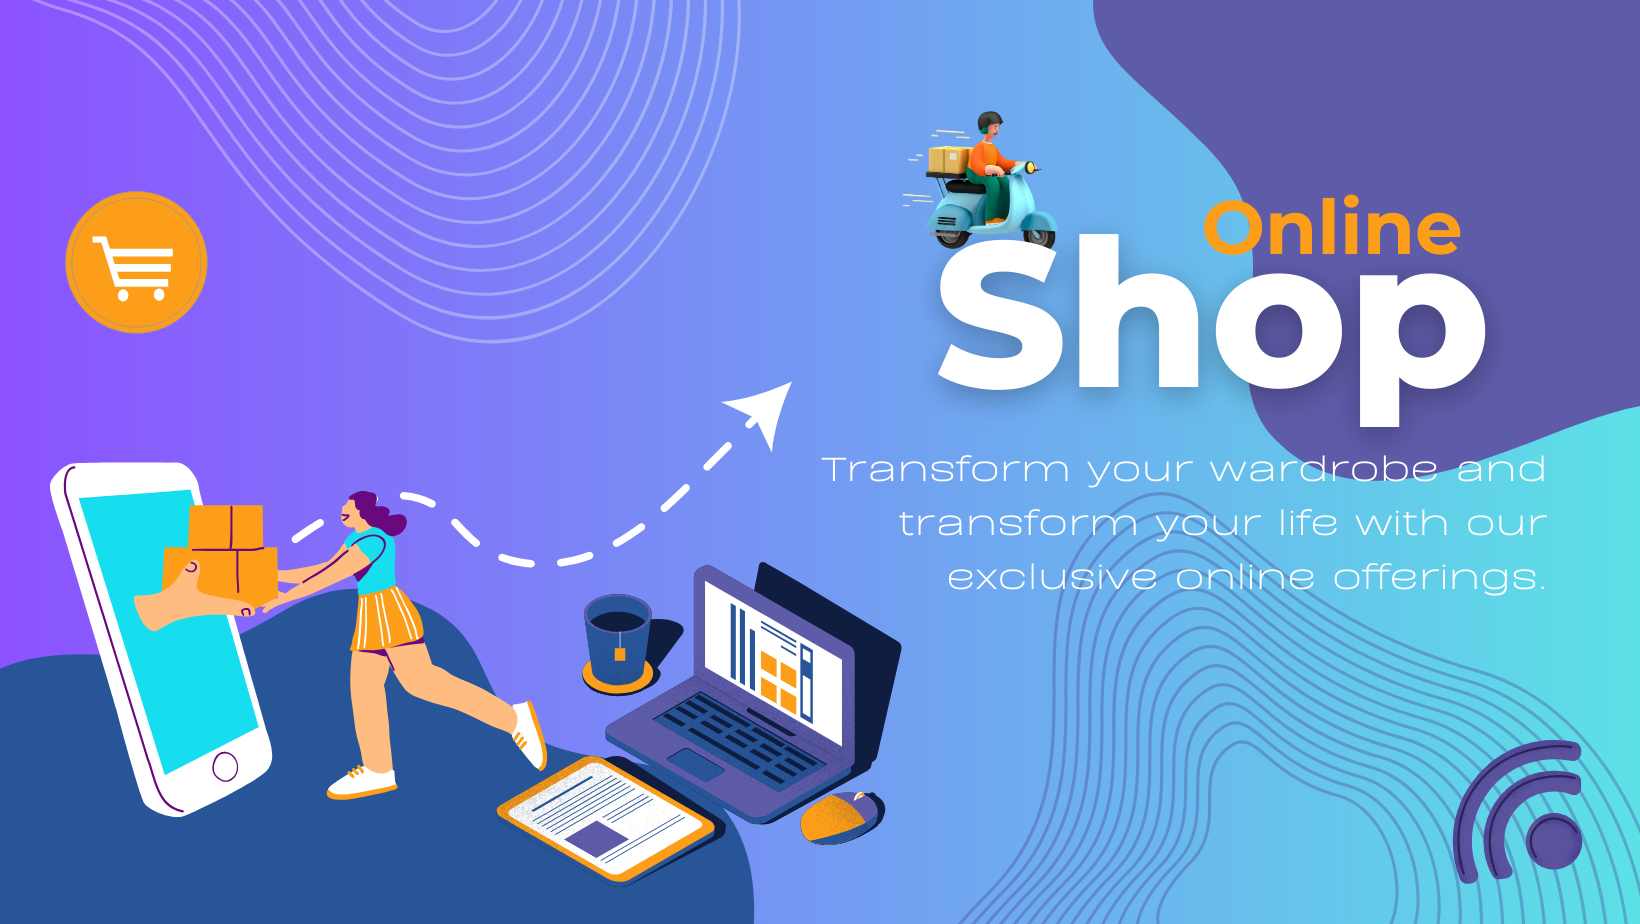 Online
Shop
Transform your wardrobe and
transform your life with our
exclusive online offerings.